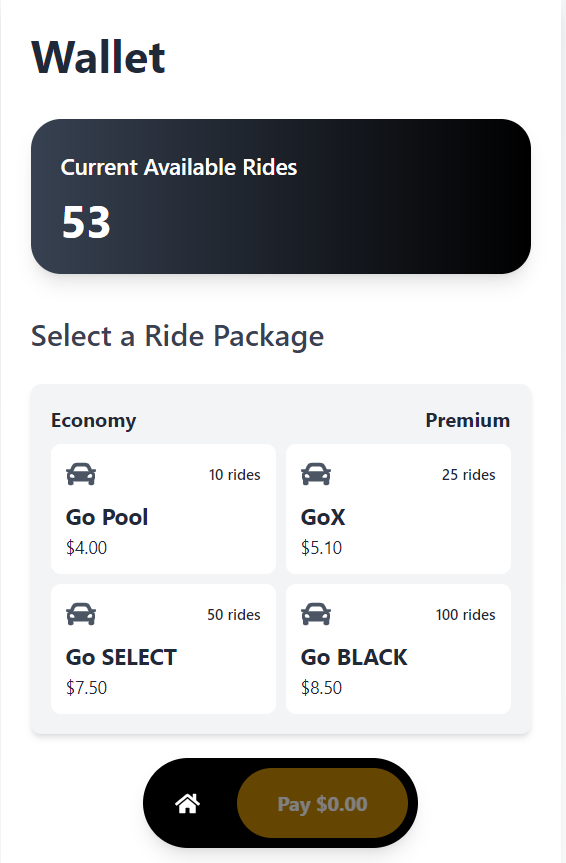 Wallet
Current Available Rides
53
Select a Ride Package
Economy Premium
10 rides
Go Pool
$4.00
25 rides
GoX
$5.10
50 rides
Go SELECT
$7.50
100 rides
Go BLACK
$8.50
Pay $0.00